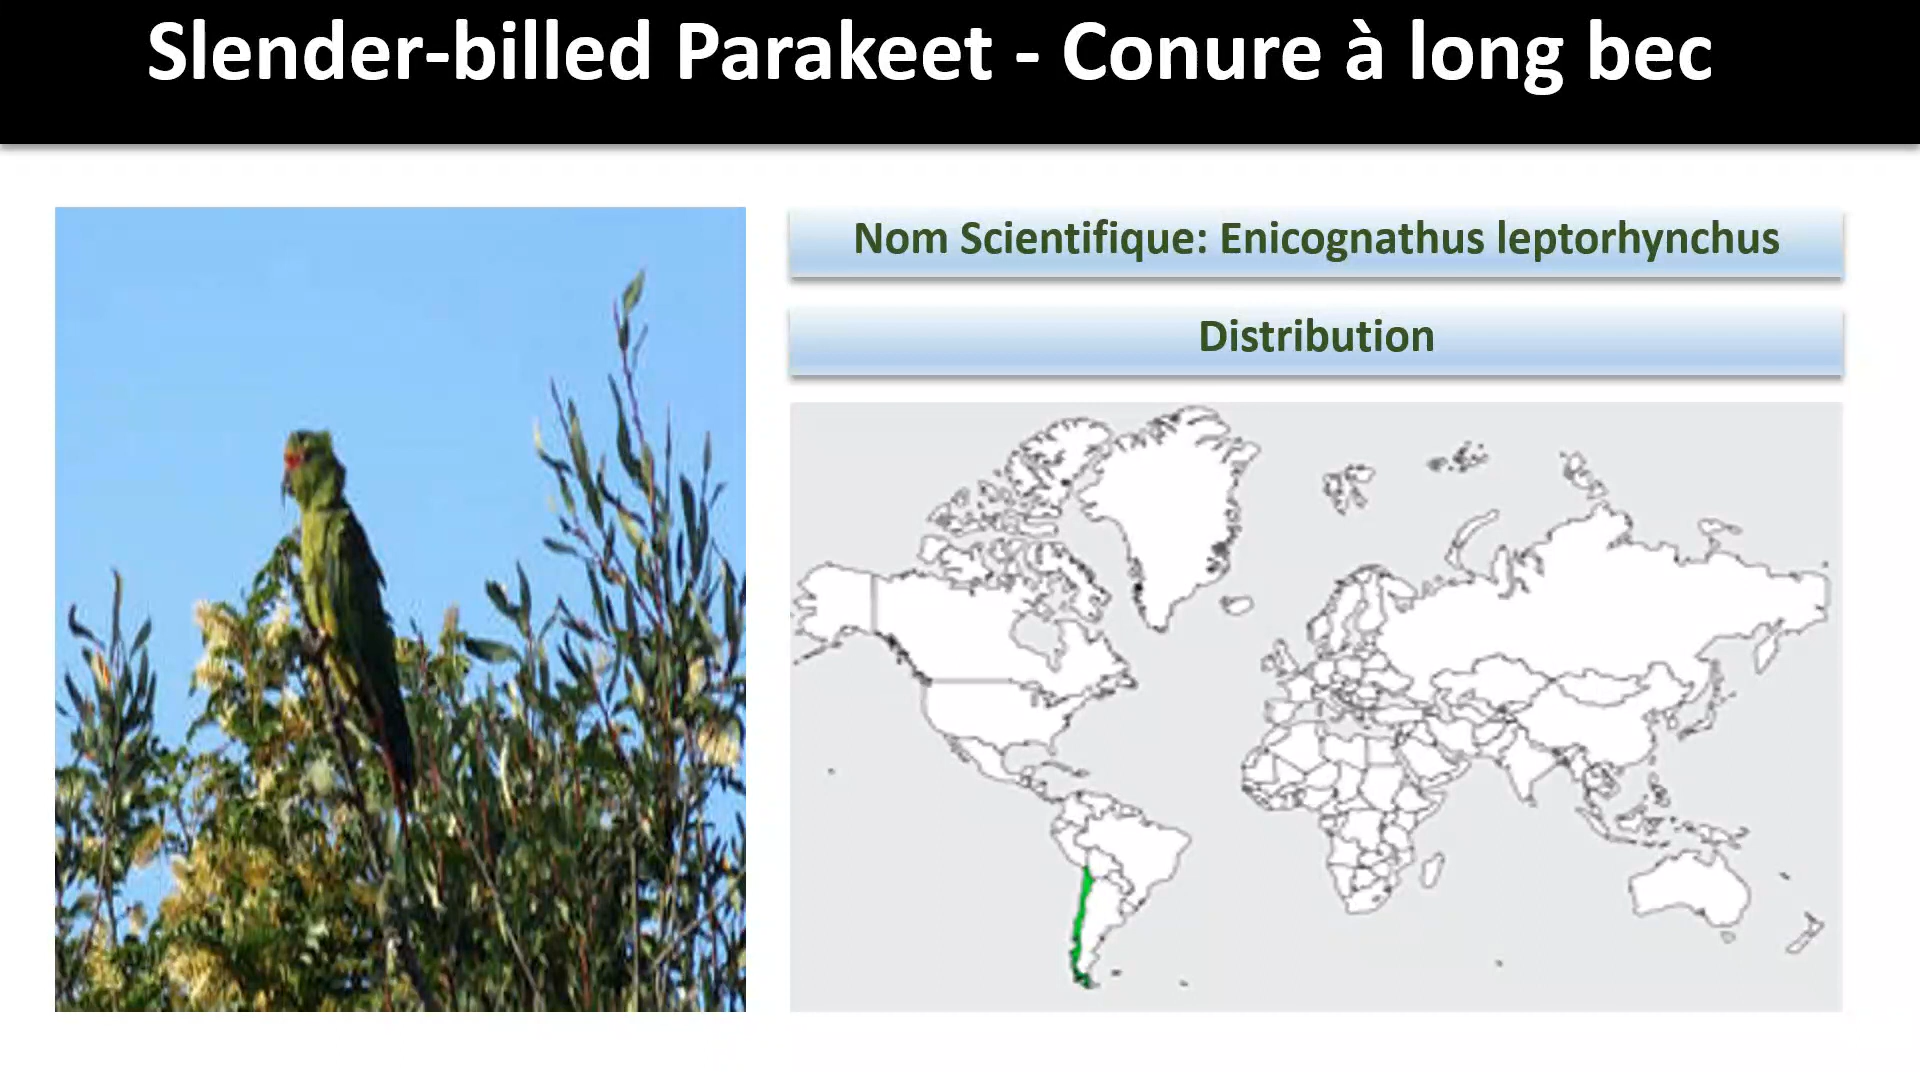 Slender-billed Parakeet - Conure à long bec
Nom Scientifique: Enicognathus leptorhynchus
Distribution